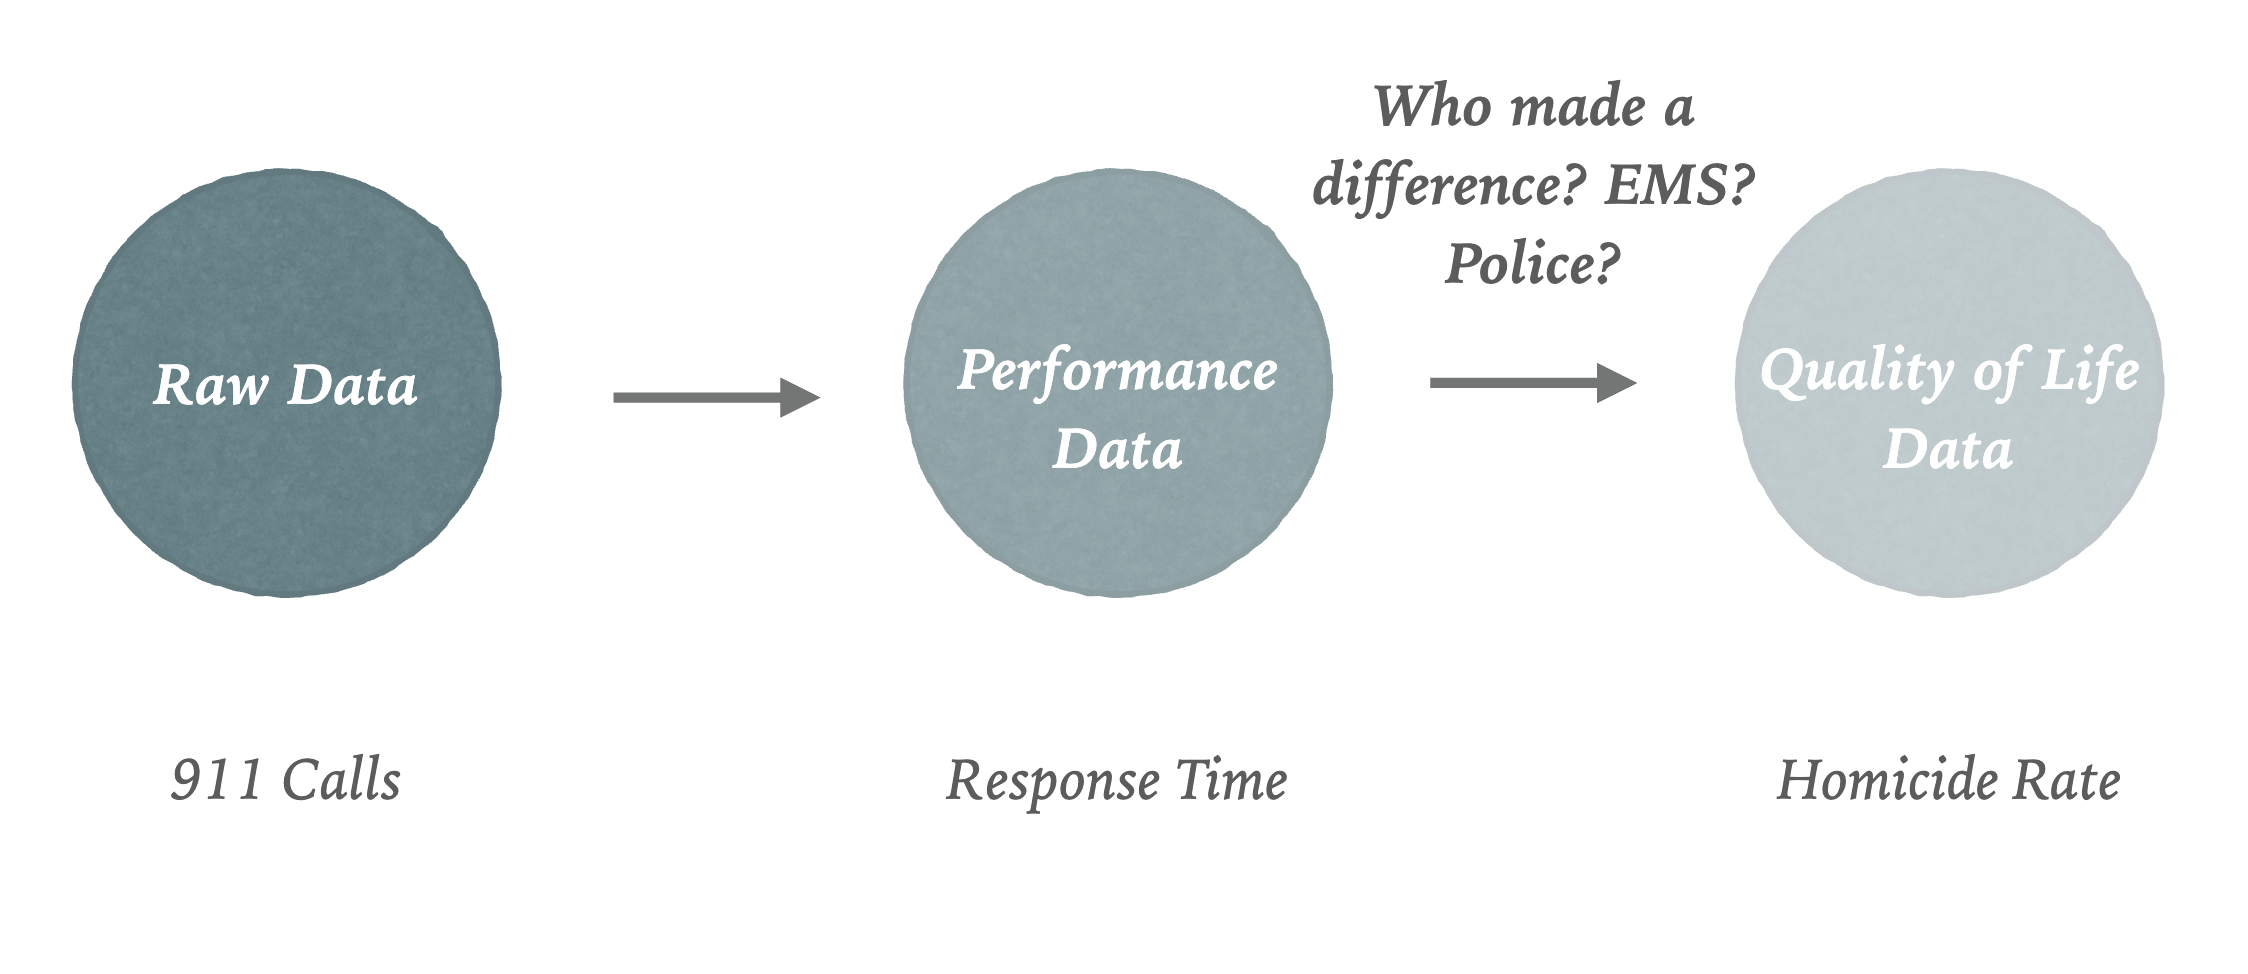 Who made a
difference? EMS?
Police?
Raw Data
Performance
Data
Quality of Life
Data
911 Calls
Response Time
Homicide Rate